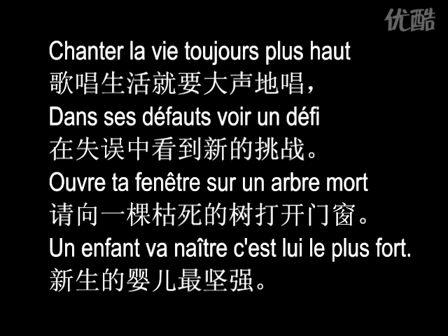 优酷
Chanter la vie toujours plus haut
歌唱生活就要大声地唱，
Dans ses défauts voir un défi
在失误中看到新的挑战。
Ouvre ta fenêtre sur un arbre mort
请向一棵枯死的树打开门窗。
Un enfant va naître c'est lui le plus fort.
新生的婴儿最坚强。